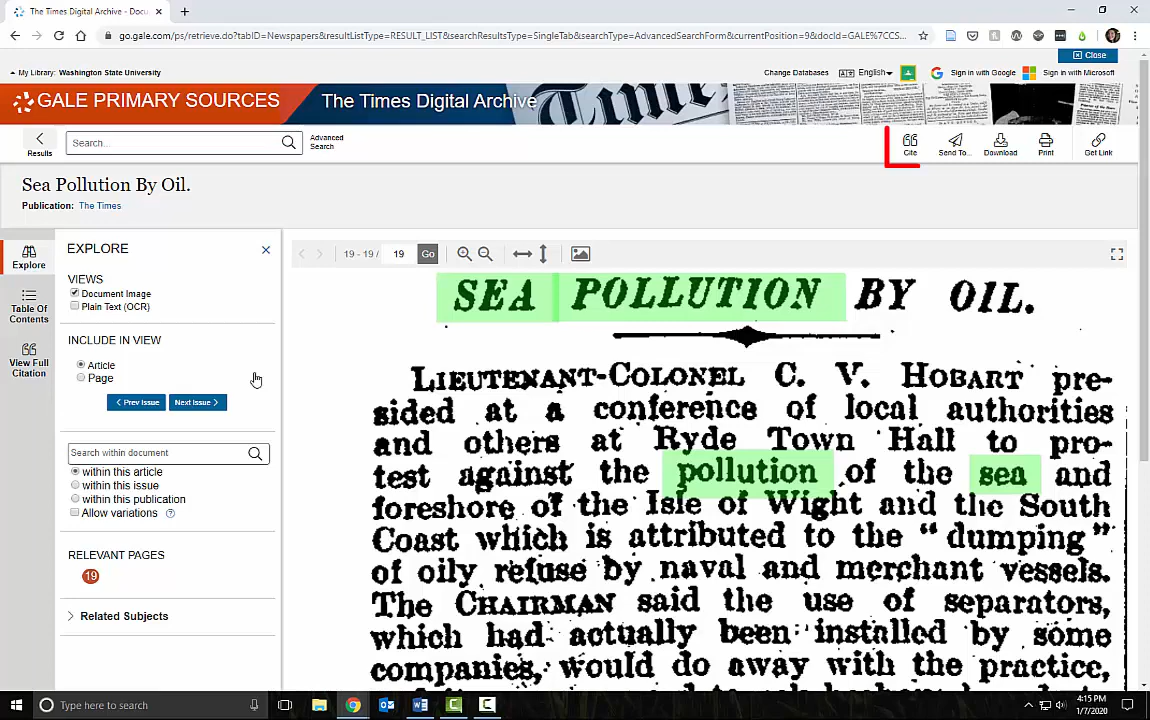 The Times Digital Archive - Docu
go.gale.com/ps/retrieve.do?tabID=Newspapers&resultListType=RESULT_LIST&searchResultsType=SingleTab&searchType=AdvancedSearchForm&currentPosition=9&docId=GALE%7CCS...
Close
My Library: Washington State University
Change Databases
English
Sign in with Google
Sign in with Microsoft
GALE PRIMARY SOURCES
The Times Digital Archive
Results
Search...
Advanced
Search
Cite
Send To...
Download
Print
Get Link
Sea Pollution By Oil.
Publication: The Times
Explore
Table Of
Contents
View Full
Citation
EXPLORE
VIEWS
Document Image
Plain Text (OCR)
INCLUDE IN VIEW
Article
Page
< Prev Issue
Next Issue >
Search within document
within this article
within this issue
within this publication
Allow variations
RELEVANT PAGES
19
Related Subjects
19 - 19 / 19 Go
SEA POLLUTION BY OIL.
LIEUTENANT-COLONEL C. V. HOBART pre-
sided at a conference of local authorities
and others at Ryde Town Hall to pro-
test against the pollution of the sea and
foreshore of the Isle of Wight and the South
Coast which is attributed to the "dumping"
of oily refuse by naval and merchant vessels.
The CHAIRMAN said the use of separators,
which had actually been installed by some
companies, would do away with the practice,
Type here to search
4:15 PM
1/7/2020